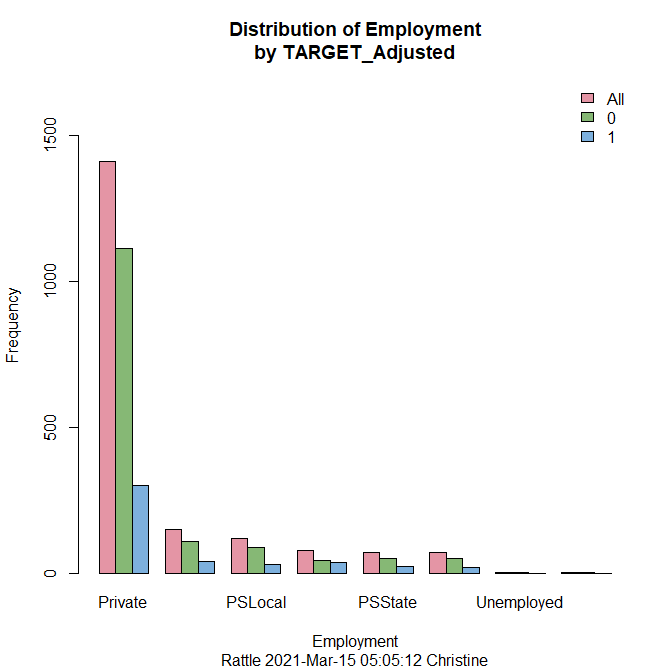 Distribution of Employment
by TARGET_Adjusted
All
0
1
1500
1000
500
0
Frequency
Private
PSLocal
PSState
Unemployed
Employment
Rattle 2021-Mar-15 05:05:12 Christine